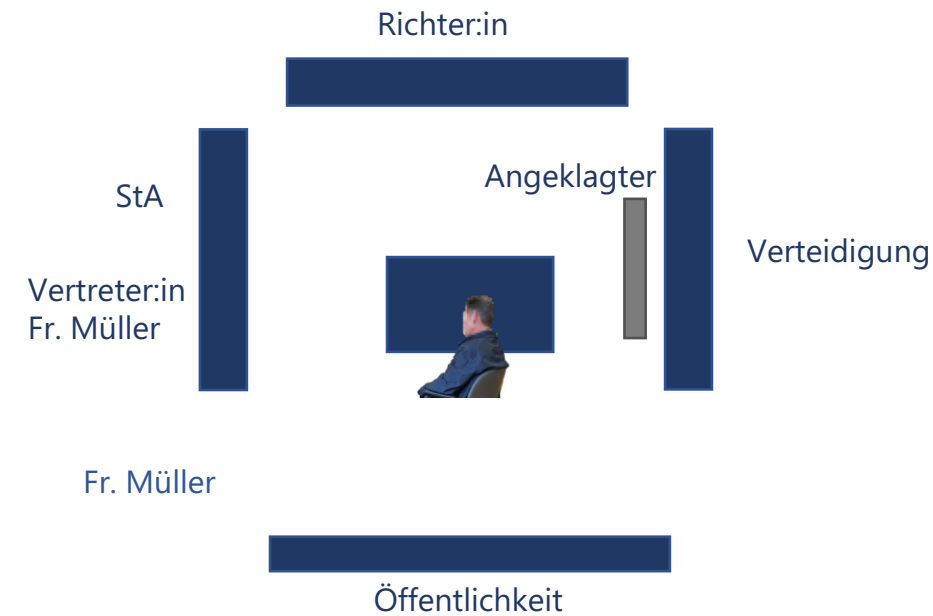 Richter:in
StA
Angeklagter
Verteidigung
Vertreter:in
Fr. Müller
Fr. Müller
Öffentlichkeit